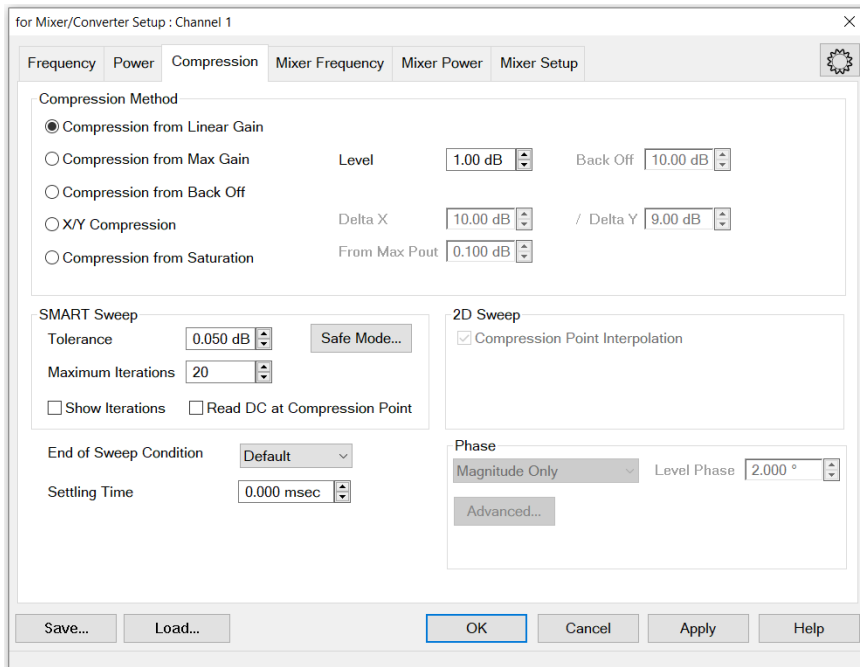 for Mixer/Converter Setup : Channel 1
Frequency Power Compression Mixer Frequency Mixer Power Mixer Setup
Compression Method
Compression from Linear Gain
Compression from Max Gain Level 1.00 dB Back Off 10.00 dB
Compression from Back Off
X/Y Compression Delta X 10.00 dB / Delta Y 9.00 dB
Compression from Saturation From Max Pout 0.100 dB
SMART Sweep
Tolerance 0.050 dB Safe Mode...
Maximum Iterations 20
Show Iterations Read DC at Compression Point
2D Sweep
Compression Point Interpolation
End of Sweep Condition Default
Settling Time 0.000 msec
Phase
Magnitude Only Level Phase 2.000 °
Advanced...
Save... Load... OK Cancel Apply Help